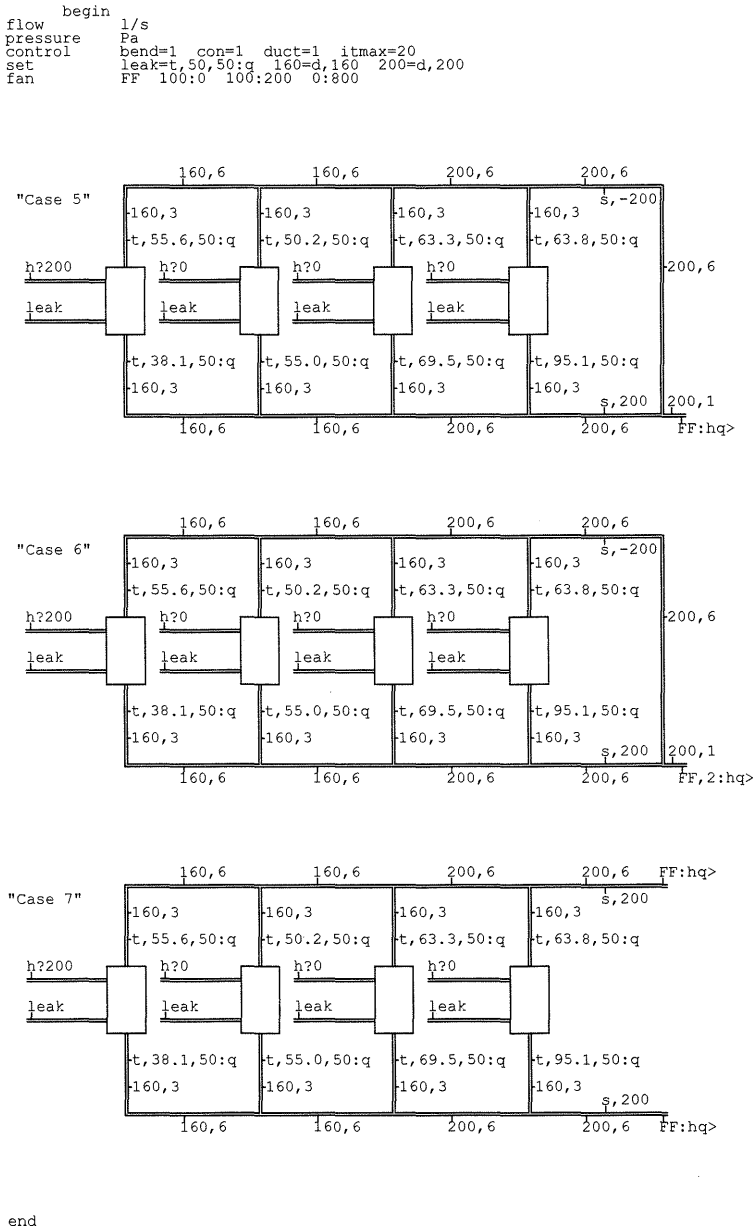 begin
flow l/s
pressure Pa
control bend=1 con=1 duct=1 itmax=20
set leak=t,50,50:q 160=d,160 200=d,200
fan FF 100:0 100:200 0:800
160,6 160,6 200,6 200,6
"Case 5" s,-200
160,3 160,3 160,3 160,3
t,55.6,50:q t,50.2,50:q t,63.3,50:q t,63.8,50:q
h?200 h?0 h?0 h?0 200,6
leak leak leak leak
t,38.1,50:q t,55.0,50:q t,69.5,50:q t,95.1,50:q
160,3 160,3 160,3 160,3
s,200 200,1
160,6 160,6 200,6 200,6 FF:hq>
160,6 160,6 200,6 200,6
"Case 6" s,-200
160,3 160,3 160,3 160,3
t,55.6,50:q t,50.2,50:q t,63.3,50:q t,63.8,50:q
h?200 h?0 h?0 h?0 200,6
leak leak leak leak
t,38.1,50:q t,55.0,50:q t,69.5,50:q t,95.1,50:q
160,3 160,3 160,3 160,3
s,200 200,1
160,6 160,6 200,6 200,6 FF,2:hq>
160,6 160,6 200,6 200,6 FF:hq>
"Case 7" s,200
160,3 160,3 160,3 160,3
t,55.6,50:q t,50.2,50:q t,63.3,50:q t,63.8,50:q
h?200 h?0 h?0 h?0
leak leak leak leak
t,38.1,50:q t,55.0,50:q t,69.5,50:q t,95.1,50:q
160,3 160,3 160,3 160,3
s,200
160,6 160,6 200,6 200,6 FF:hq>
end